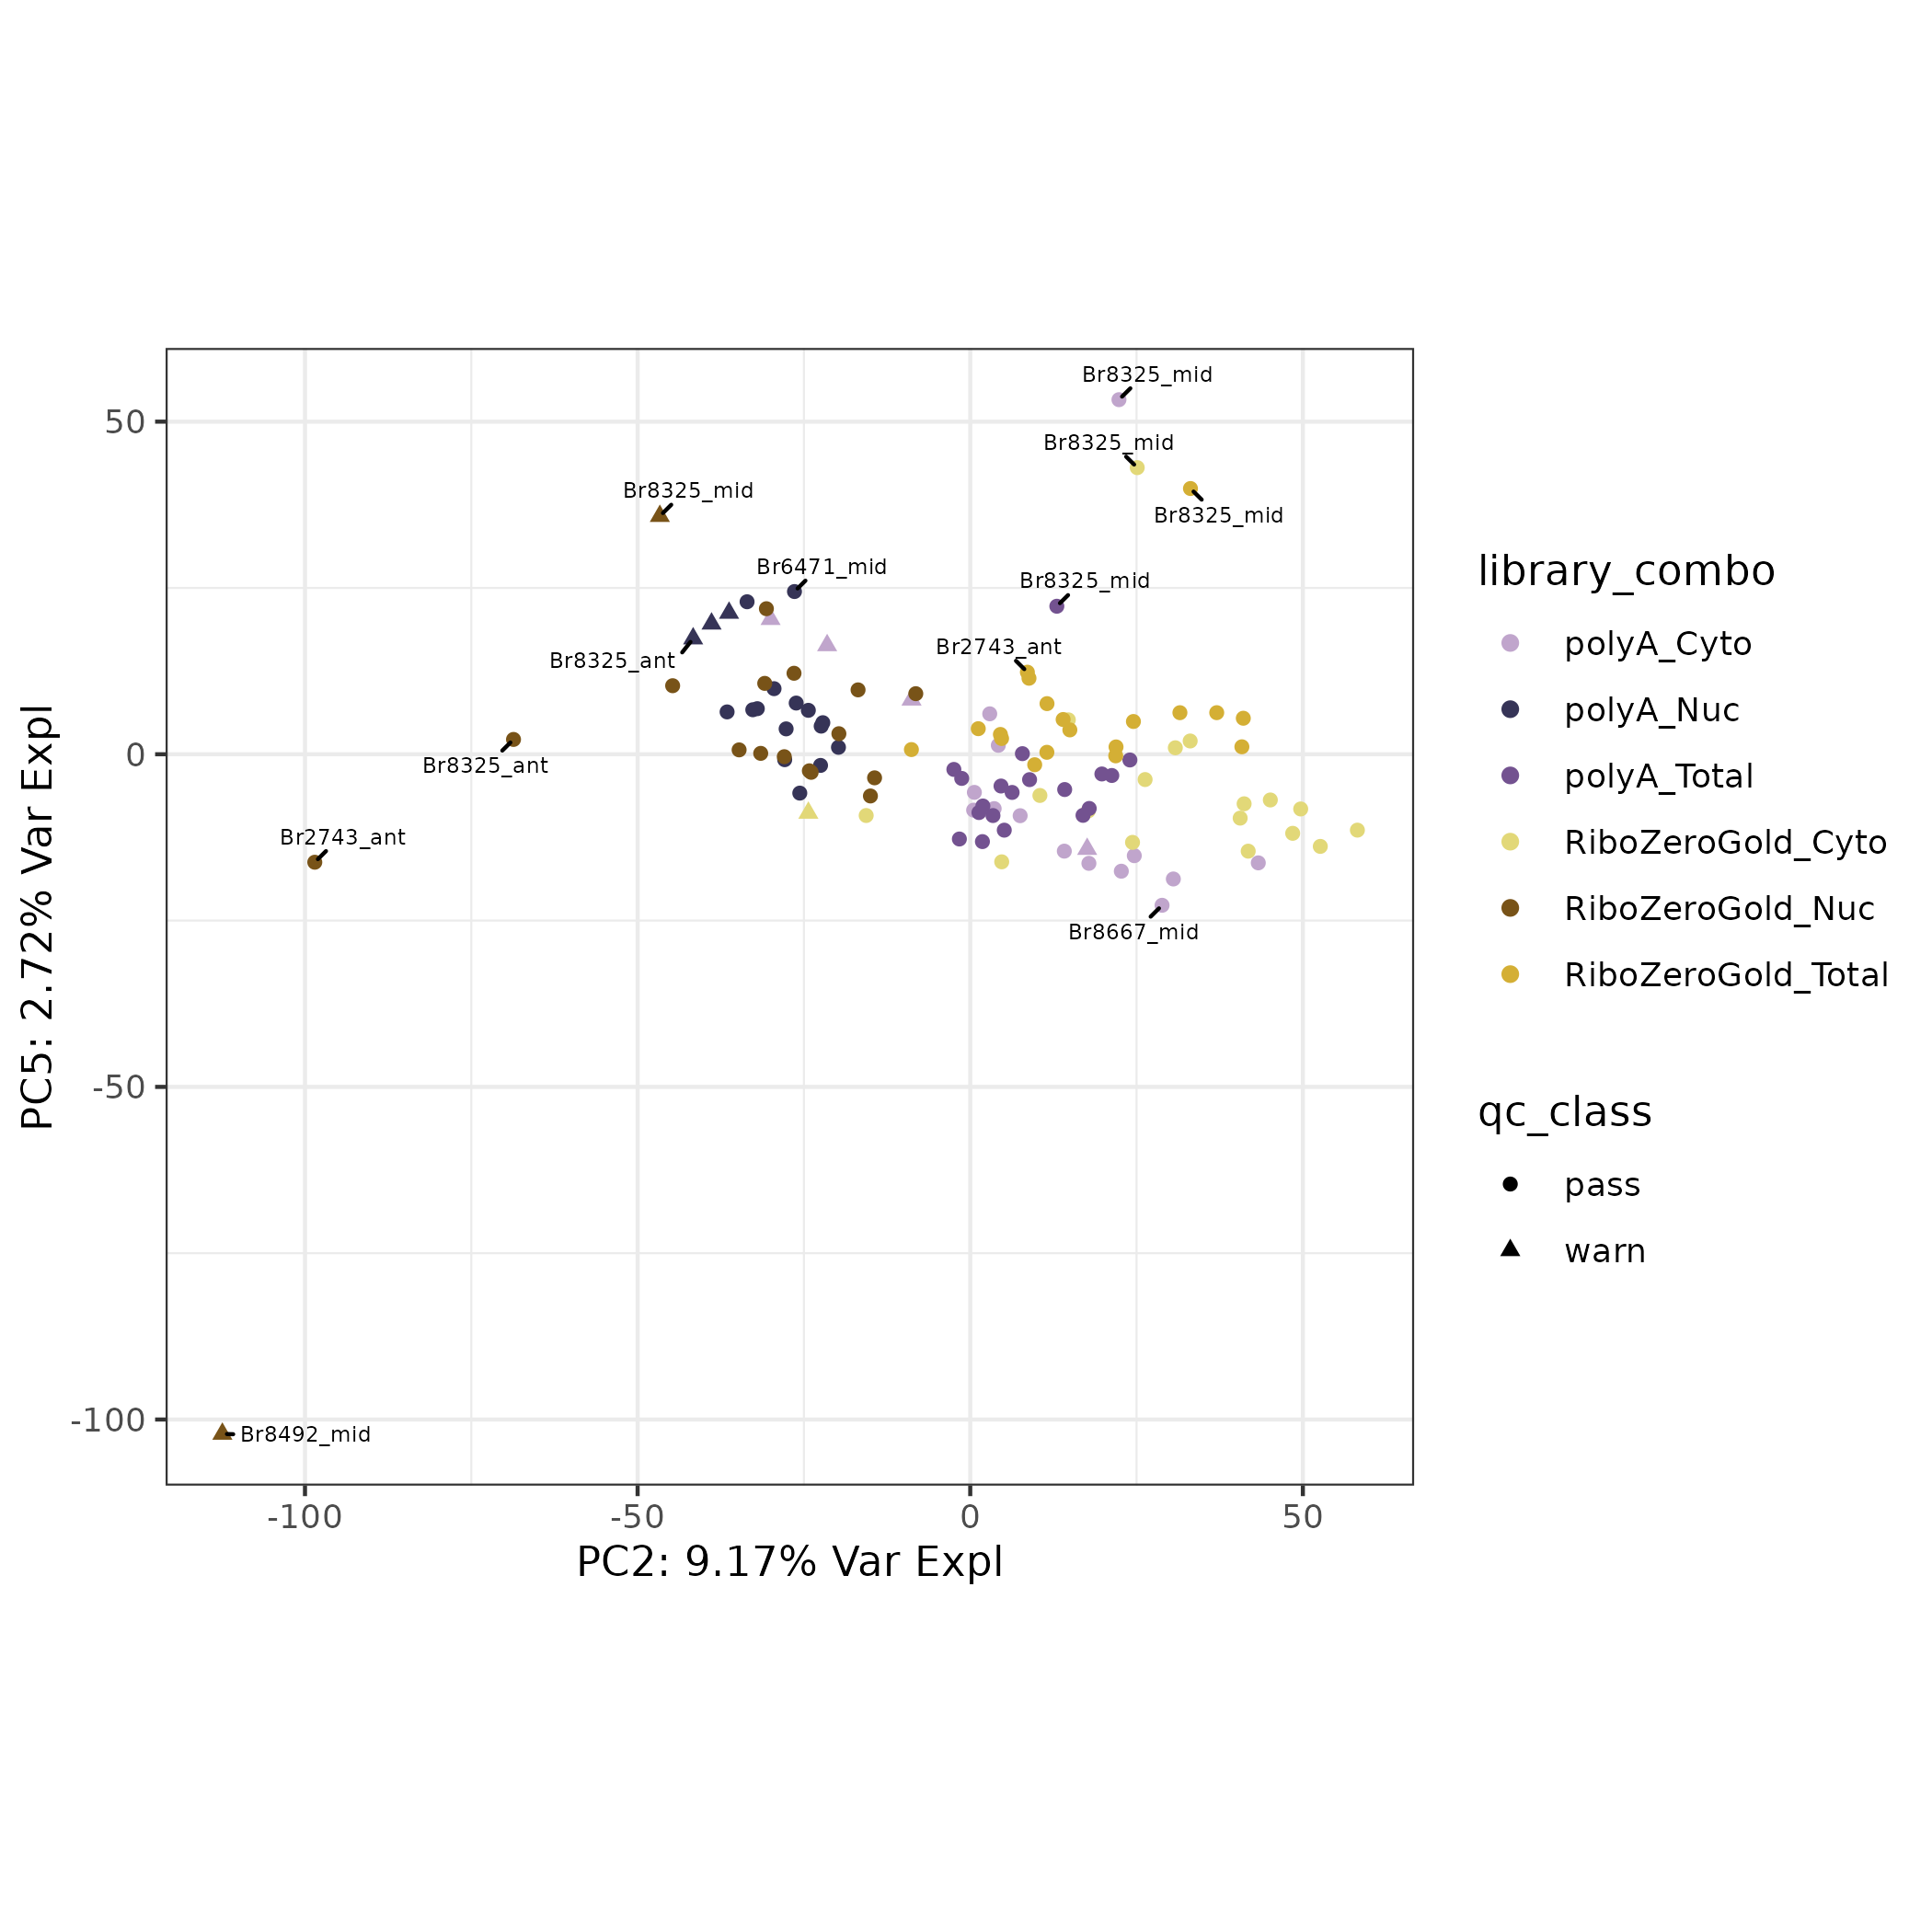 Br8325_mid
50
Br8325_mid
Br8325_mid
Br8325_mid
Br6471_mid
Br8325_mid
Br2743_ant
Br8325_ant
0
Br8325_ant
Br2743_ant
Br8667_mid
-50
-100
Br8492_mid
-100
-50
0
50
PC2: 9.17% Var Expl
PC5: 2.72% Var Expl
library_combo
polyA_Cyto
polyA_Nuc
polyA_Total
RiboZeroGold_Cyto
RiboZeroGold_Nuc
RiboZeroGold_Total
qc_class
pass
warn